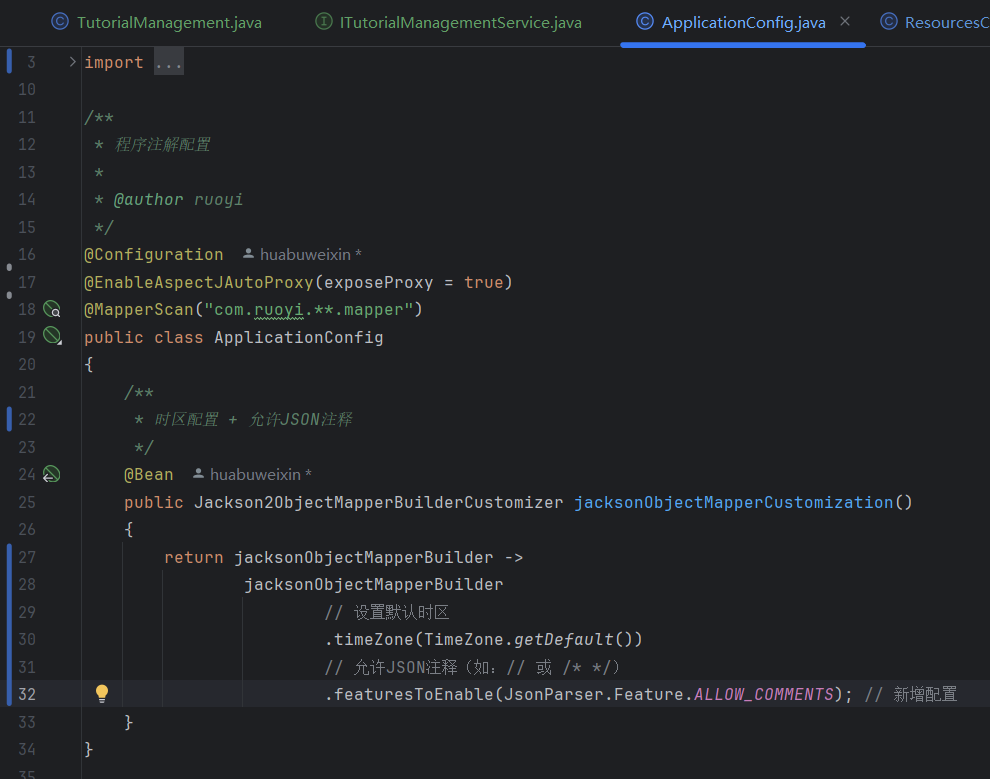 TutorialManagement.java ITutorialManagementService.java ApplicationConfig.java × ResourcesC
3 import ...
10
11 /**
12 * 程序注解配置
13 *
14 * @author ruoyi
15 */
16 @Configuration huabuweixin *
17 @EnableAspectJAutoProxy(exposeProxy = true)
18 @MapperScan("com.ruoyi.**.mapper")
19 public class ApplicationConfig
20 {
21 /**
22 * 时区配置 + 允许JSON注释
23 */
24 @Bean huabuweixin *
25 public Jackson2ObjectMapperBuilderCustomizer jacksonObjectMapperCustomization()
26 {
27 return jacksonObjectMapperBuilder ->
28 jacksonObjectMapperBuilder
29 // 设置默认时区
30 .timeZone(TimeZone.getDefault())
31 // 允许JSON注释（如：// 或 /* */）
32 .featuresToEnable(JsonParser.Feature.ALLOW_COMMENTS); // 新增配置
33 }
34 }
35